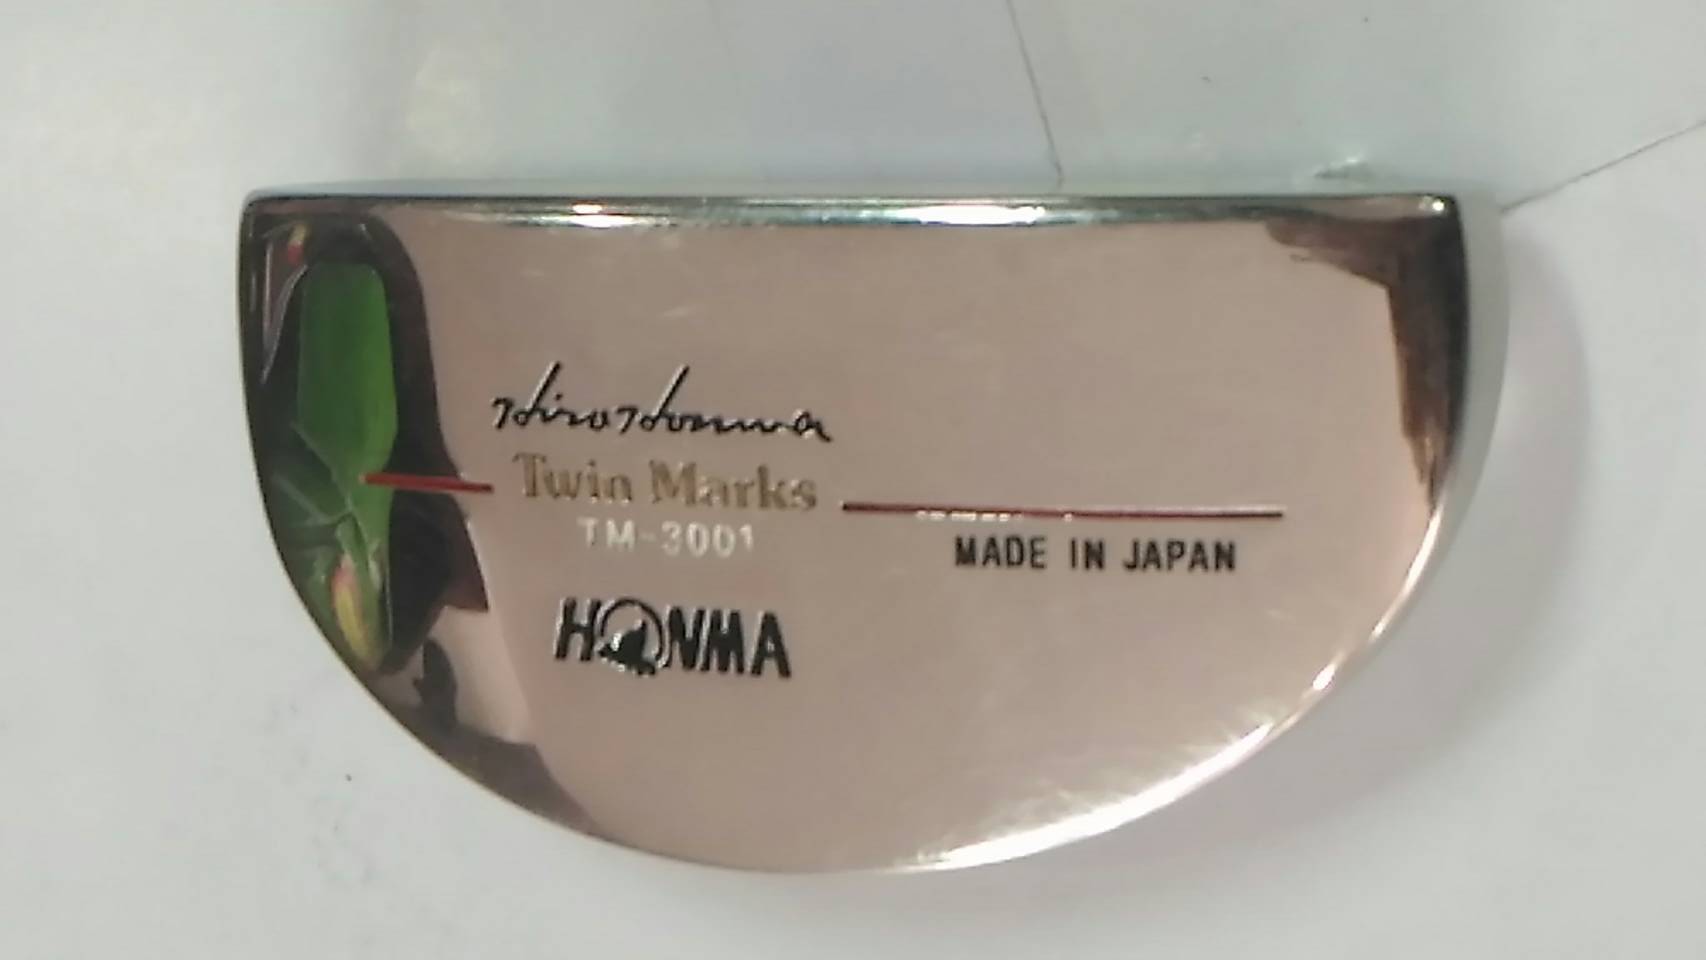 Hiro Honma
Twin Marks
TM-3001
MADE IN JAPAN
HONMA